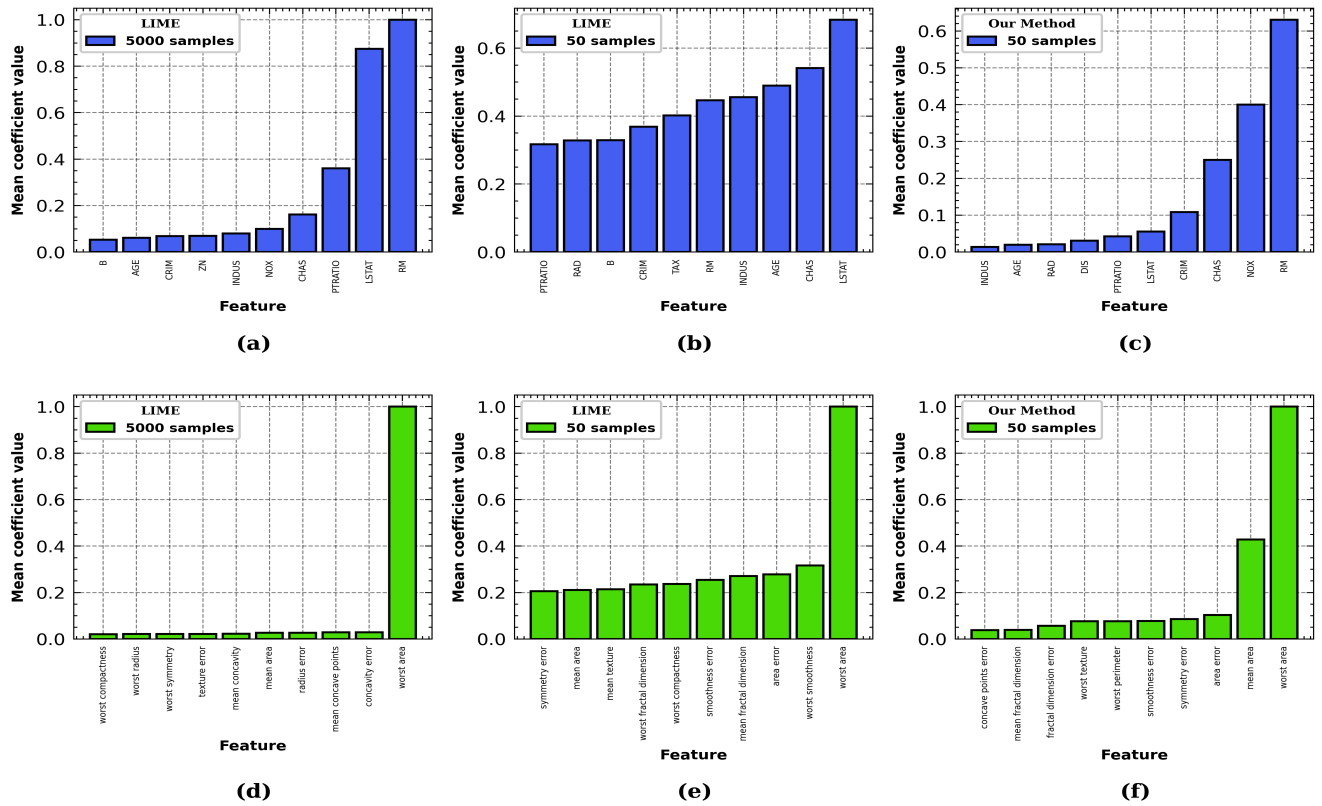 LIME
5000 samples
Mean coefficient value
1.0
0.8
0.6
0.4
0.2
0.0
B
AGE
CRIM
ZN
INDUS
NOX
CHAS
PTRATIO
LSTAT
RM
Feature
(a)
LIME
50 samples
Mean coefficient value
0.6
0.4
0.2
0.0
PTRATIO
RAD
B
CRIM
TAX
RM
INDUS
AGE
CHAS
LSTAT
Feature
(b)
Our Method
50 samples
Mean coefficient value
0.6
0.5
0.4
0.3
0.2
0.1
0.0
INDUS
AGE
RAD
DIS
PTRATIO
LSTAT
CRIM
CHAS
NOX
RM
Feature
(c)
LIME
5000 samples
Mean coefficient value
1.0
0.8
0.6
0.4
0.2
0.0
worst compactness
worst radius
worst symmetry
texture error
mean concavity
mean area
radius error
mean concave points
concavity error
worst area
Feature
(d)
LIME
50 samples
Mean coefficient value
1.0
0.8
0.6
0.4
0.2
0.0
symmetry error
mean area
mean texture
worst fractal dimension
worst compactness
smoothness error
mean fractal dimension
area error
worst smoothness
worst area
Feature
(e)
Our Method
50 samples
Mean coefficient value
1.0
0.8
0.6
0.4
0.2
0.0
concave points error
mean fractal dimension
fractal dimension error
worst texture
worst perimeter
smoothness error
symmetry error
area error
mean area
worst area
Feature
(f)